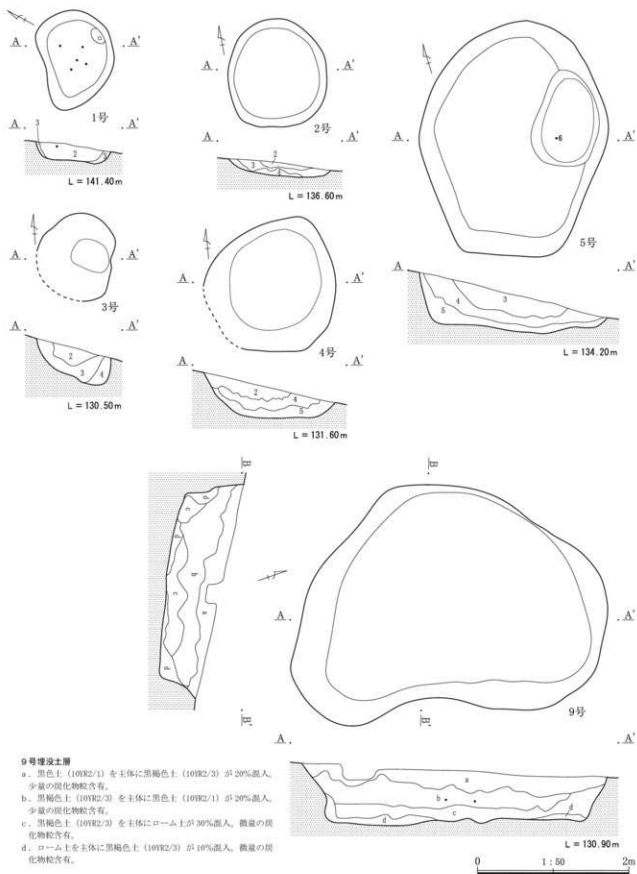 A. .A'
1号
A. .A'
3
2
L = 141.40m
A. .A'
2号
A. .A'
2
3
L = 136.60m
A. .A'
6
5号
A A'
3
4
5
L = 134.20m
A. .A'
3号
A. .A'
2
3 4
L = 130.50m
A. .A'
4号
A. .A'
2
4
5
L = 131.60m
B B
d
c
d
b
c
a
d
A. .A'
9号
B' B'
A A'
a
b
c
d d
L = 130.90m
9号埋没土層
a．黒色土（10YR2/1）を主体に黒褐色土（10YR2/3）が20%混入。
少量の炭化物粒含有。
b．黒褐色土（10YR2/3）を主体に黒色土（10YR2/1）が20%混入。
少量の炭化物粒含有。
c．黒褐色土（10YR2/3）を主体にローム土が30%混入。微量の炭
化物粒含有。
d．ローム土を主体に黒褐色土（10YR2/3）が10%混入。微量の炭
化物粒含有。
0 1：50 2m